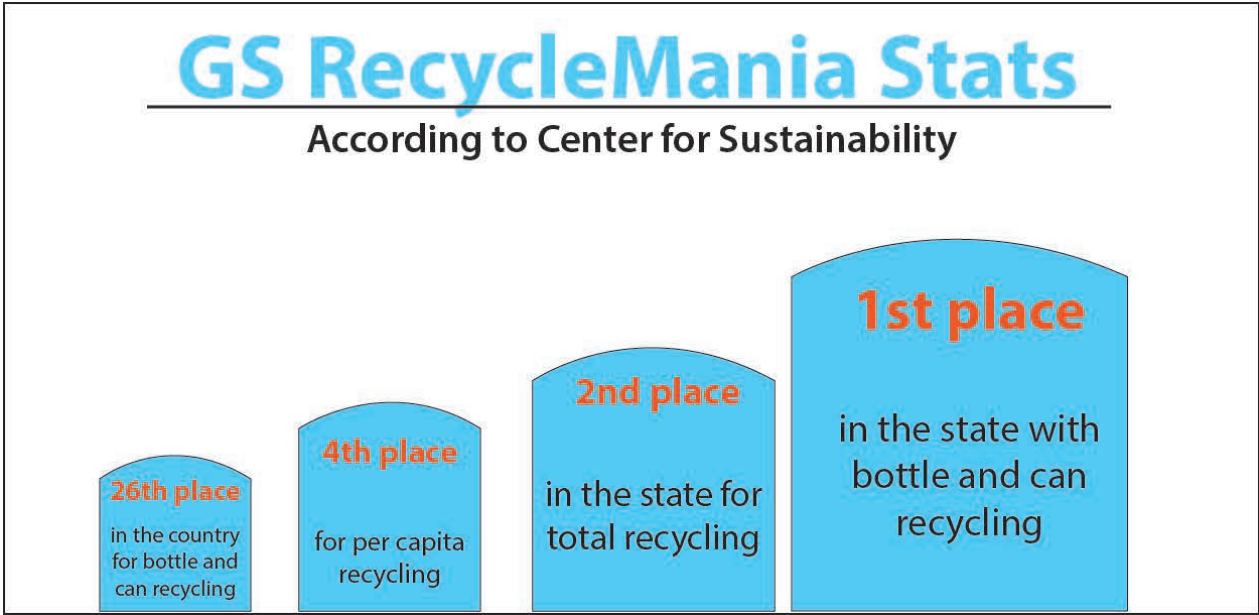 GS RecycleMania Stats
According to Center for Sustainability
26th place
in the country
for bottle and
can recycling
4th place
for per capita
recycling
2nd place
in the state for
total recycling
1st place
in the state with
bottle and can
recycling